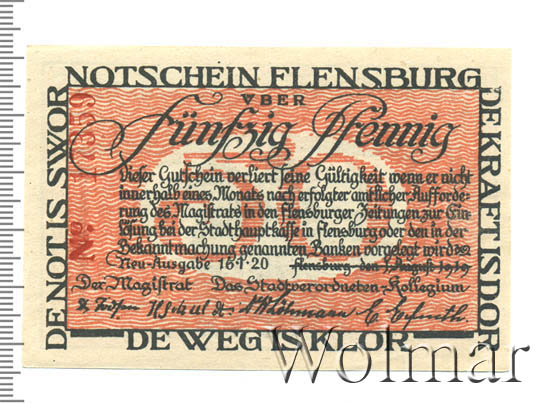 NOTSCHEIN FLENSBURG
DE NOT IS SWOR
DE KRAFT IS DOR
DE WEG IS KLOR
ÜBER
Fünfzig Pfennig
Dieser Gutschein verliert seine Gültigkeit wenn er nicht
innerhalb eines Monats nach erfolgter amtlicher Aufforde-
rung des Magistrats in den Flensburger Zeitungen zur Ein-
lösung bei der Stadthauptkasse in Flensburg oder den in der
Bekanntmachung genannten Banken vorgelegt wird
Neu-Ausgabe 16·1·20 Flensburg den 1. August 1919
Der Magistrat Das Stadtverordneten-Kollegium
No
Wolmar